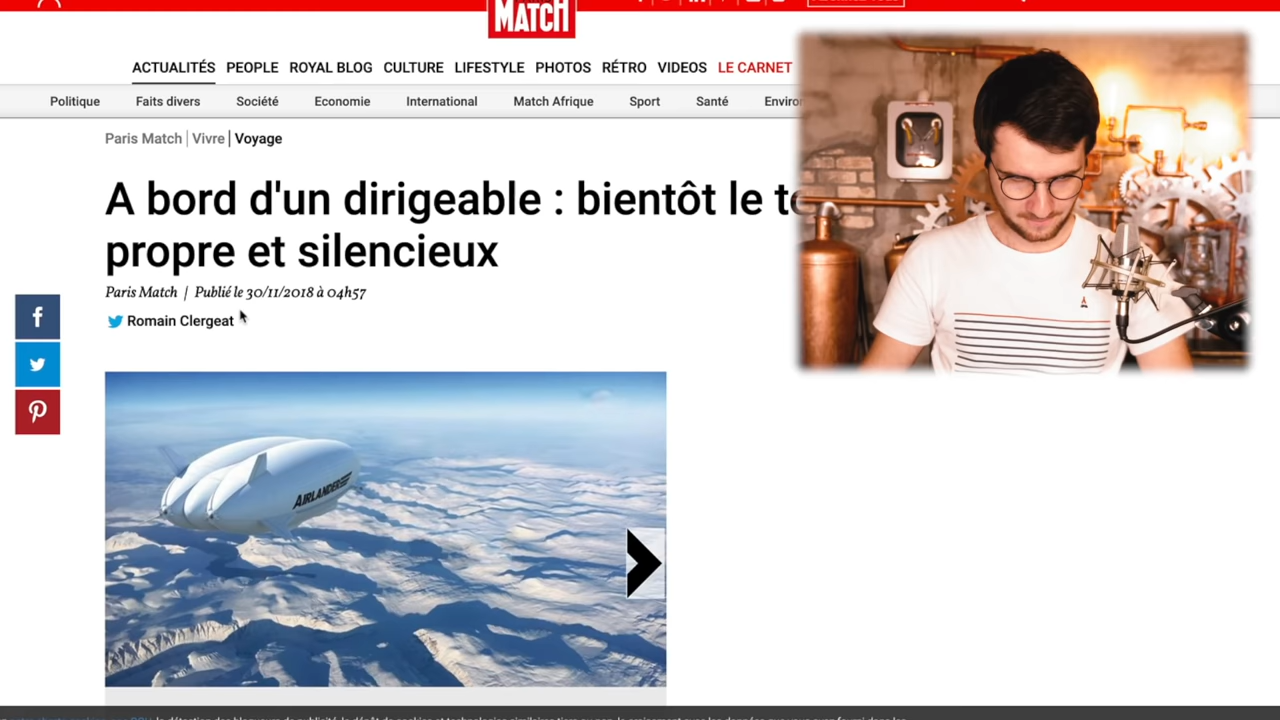 MATCH
ACTUALITÉS PEOPLE ROYAL BLOG CULTURE LIFESTYLE PHOTOS RÉTRO VIDEOS LE CARNET
Politique Faits divers Société Economie International Match Afrique Sport Santé
Paris Match | Vivre | Voyage
A bord d'un dirigeable : bientôt le
propre et silencieux
Paris Match | Publié le 30/11/2018 à 04h57
Romain Clergeat
AIRLANDER